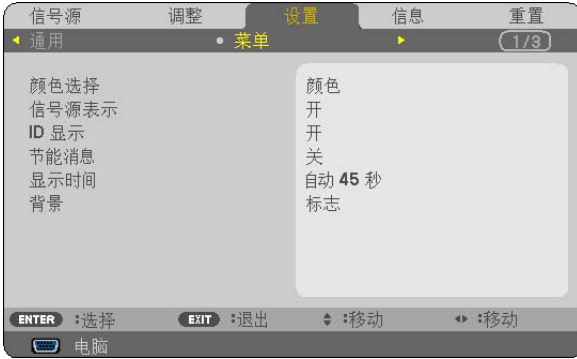 信号源 调整 设置 信息 重置
通用 菜单 1/3
颜色选择 颜色
信号源表示 开
ID 显示 开
节能消息 关
显示时间 自动 45 秒
背景 标志
ENTER :选择 EXIT :退出 :移动 :移动
电脑